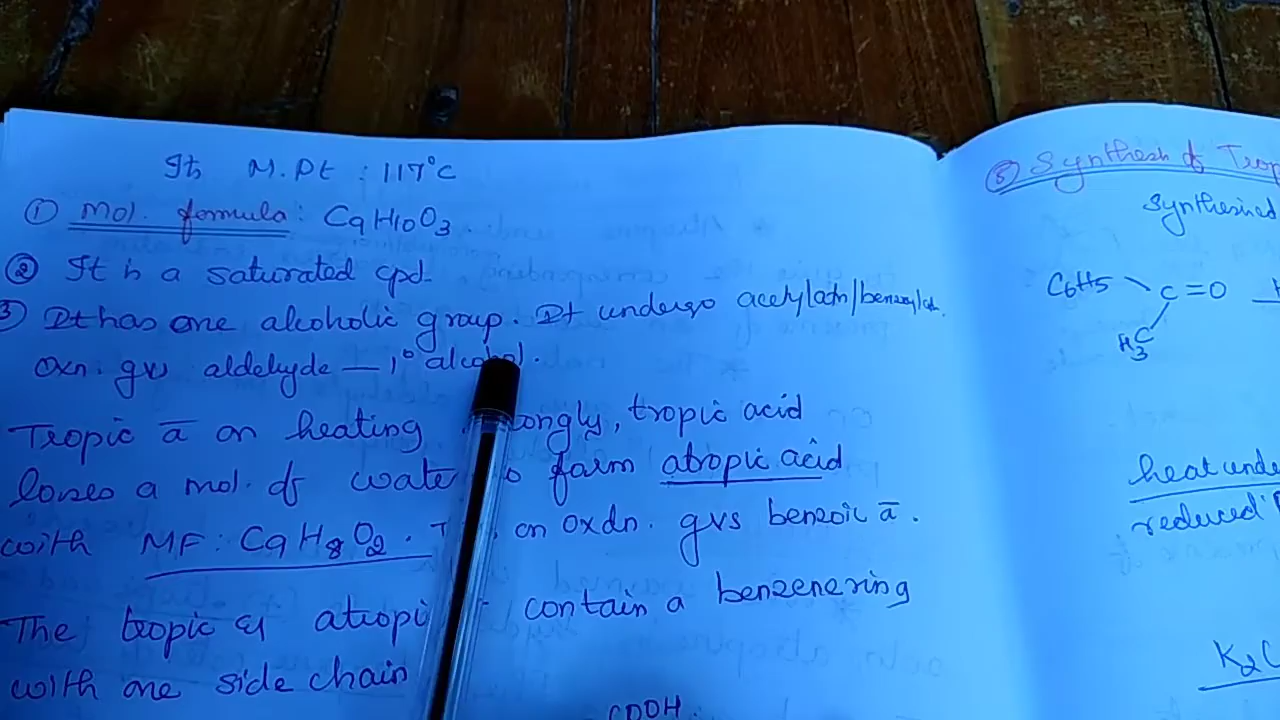 Its M.Pt : 117°C
① Mol. formula: C9H10O3.
② It is a saturated cpd.
③ It has one alcoholic group. It undergo acetylatn/benzoylatn.
Oxn. gvs aldehyde — 1° alcohol.
Tropic ā on heating ongly, tropic acid
loses a mol. of wate to form atropic acid
with MF: C9H8O2. on oxdn. gvs benzoic ā.
The tropic & atropi contain a benzene ring
with one side chain
COOH
⑤ Synthesis of Trop
Synthesised
C6H5
C=O
H3C
heat unde
reduced P
K2C